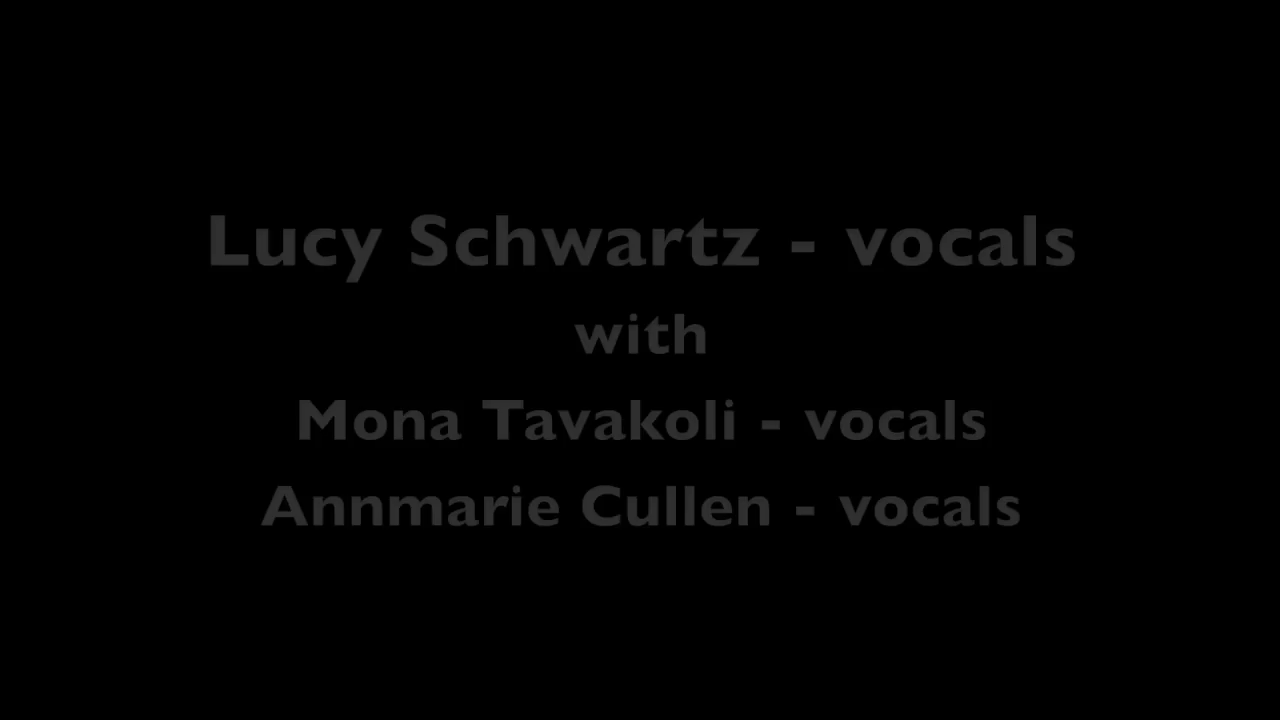 Lucy Schwartz - vocals
with
Mona Tavakoli - vocals
Annmarie Cullen - vocals